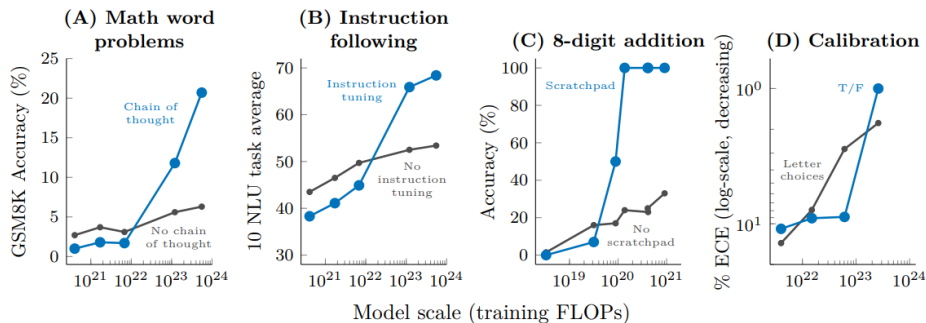 (A) Math word
problems
GSM8K Accuracy (%)
25
20
15
10
5
0
Chain of
thought
No chain
of thought
10²¹ 10²² 10²³ 10²⁴
(B) Instruction
following
10 NLU task average
70
60
50
40
30
Instruction
tuning
No
instruction
tuning
10²¹ 10²² 10²³ 10²⁴
(C) 8-digit addition
Accuracy (%)
100
80
60
40
20
0
Scratchpad
No
scratchpad
10¹⁹ 10²⁰ 10²¹
(D) Calibration
% ECE (log-scale, decreasing)
10⁰
10¹
T/F
Letter
choices
10²² 10²³ 10²⁴
Model scale (training FLOPs)